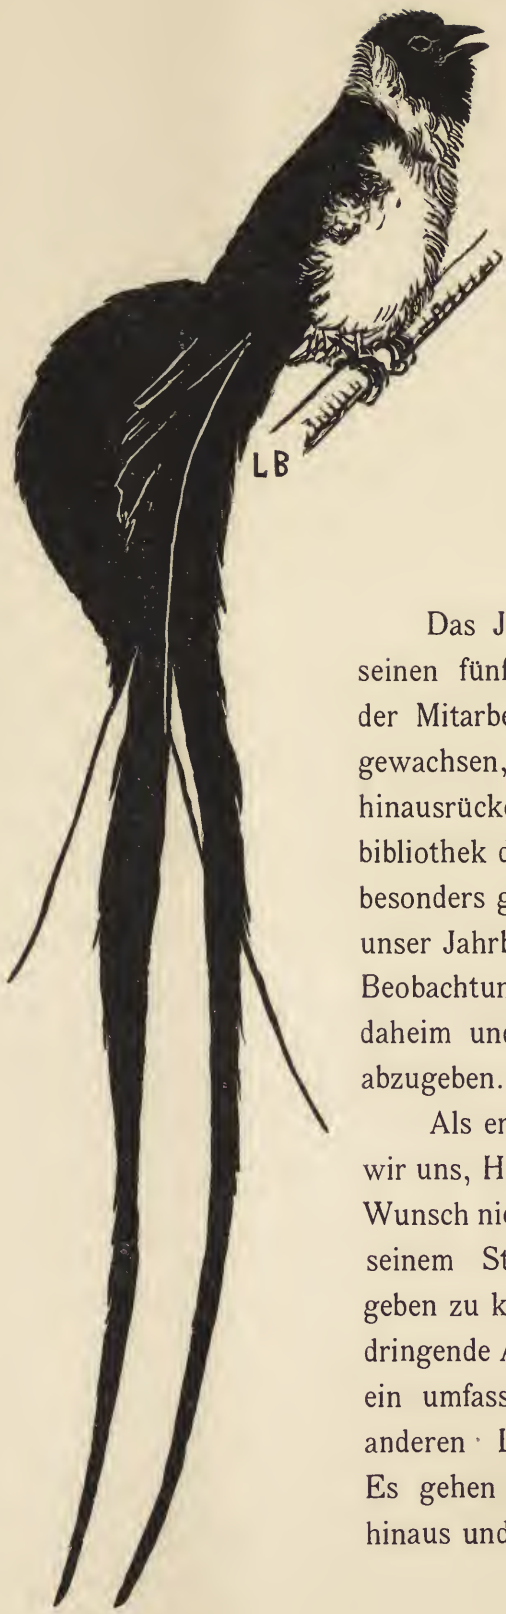 LB
Das J
seinen fünf
der Mitarbe
gewachsen,
hinausrück
bibliothek d
besonders g
unser Jahrb
Beobachtun
daheim und
abzugeben.
Als er
wir uns, H
Wunsch nic
seinem St
geben zu k
dringende A
ein umfass
anderen L
Es gehen
hinaus und